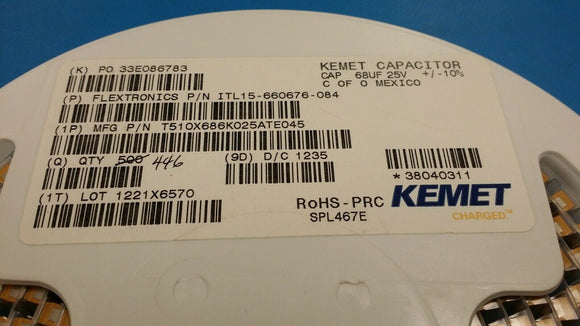 (K) PO 33E086783
KEMET CAPACITOR
CAP 68UF 25V +/-10%
C OF O MEXICO
(P) FLEXTRONICS P/N ITL15-660676-084
(1P) MFG P/N T510X686K025ATE045
(Q) QTY 500 446
(9D) D/C 1235
*38040311
(1T) LOT 1221X6570
RoHS-PRC
SPL467E
KEMET
CHARGED.™